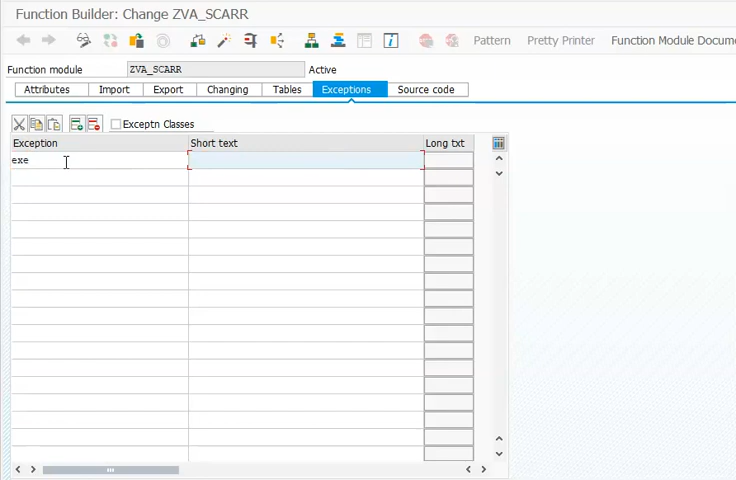 Function Builder: Change ZVA_SCARR
Pattern Pretty Printer Function Module Docume
Function module ZVA_SCARR Active
Attributes Import Export Changing Tables Exceptions Source code
Exceptn Classes
Exception Short text Long txt
exe